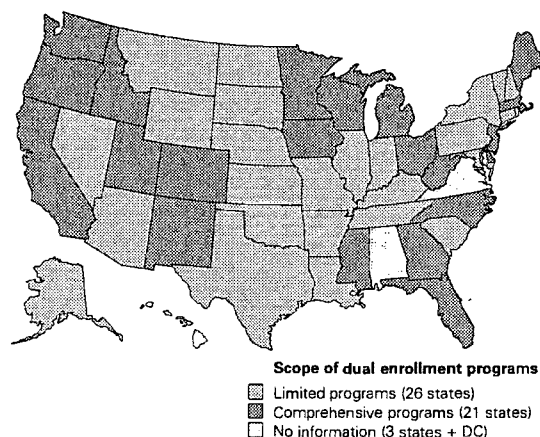 Scope of dual enrollment programs
Limited programs (26 states)
Comprehensive programs (21 states)
No information (3 states + DC)